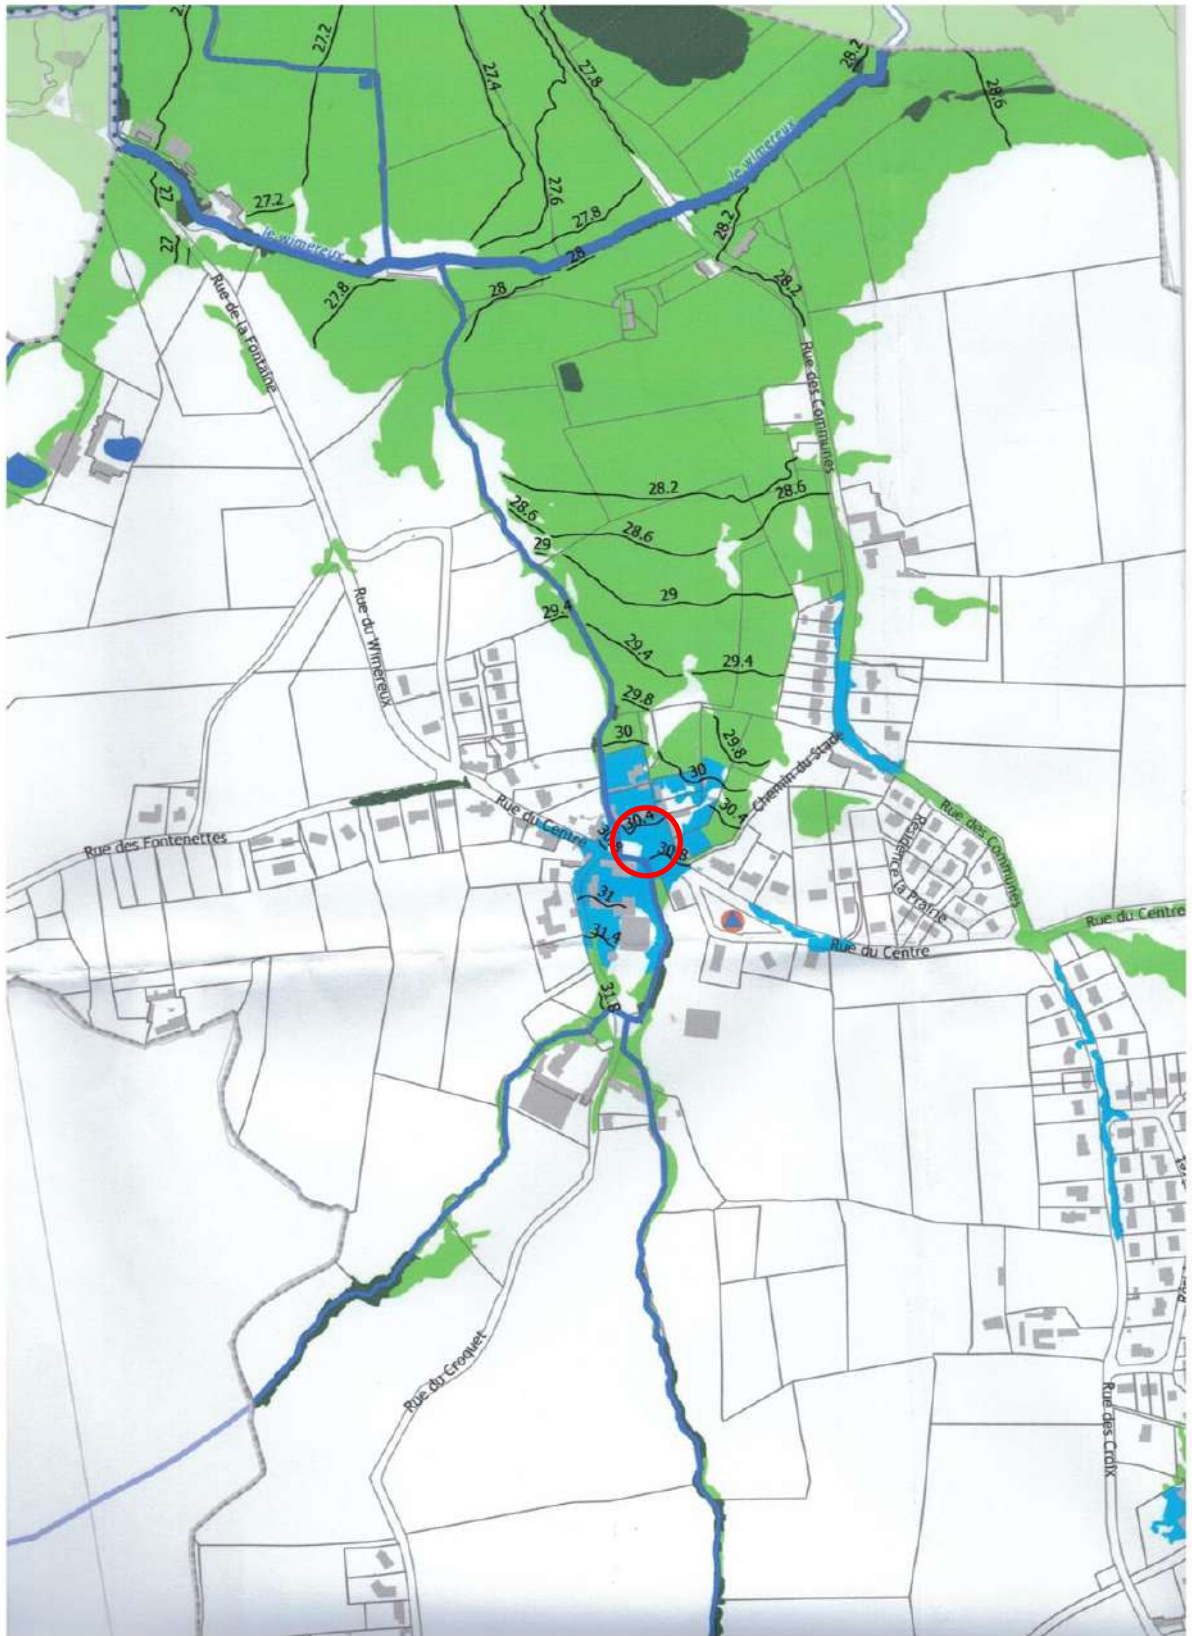 27.2
27.4
27.8
28.2
28.6
le wimereux
27
27.2
27.6
27.8
28.2
27
le wimereux
28
27.8
28
28.2
Rue de la Fontaine
Rue des Communes
28.2
28.6
28.6
28.6
29
29
29.4
Rue du Wimereux
29.4
29.4
29.8
30
29.8
30
Chemin du Stade
30.4
30.4
Rue du Centre
30.8
30.8
Rue des Fontenettes
Résidence La Prairie
Rue des Communes
31
Rue du Centre
31.4
Rue du Centre
31.8
Rue du Croquet
Rue des Croix